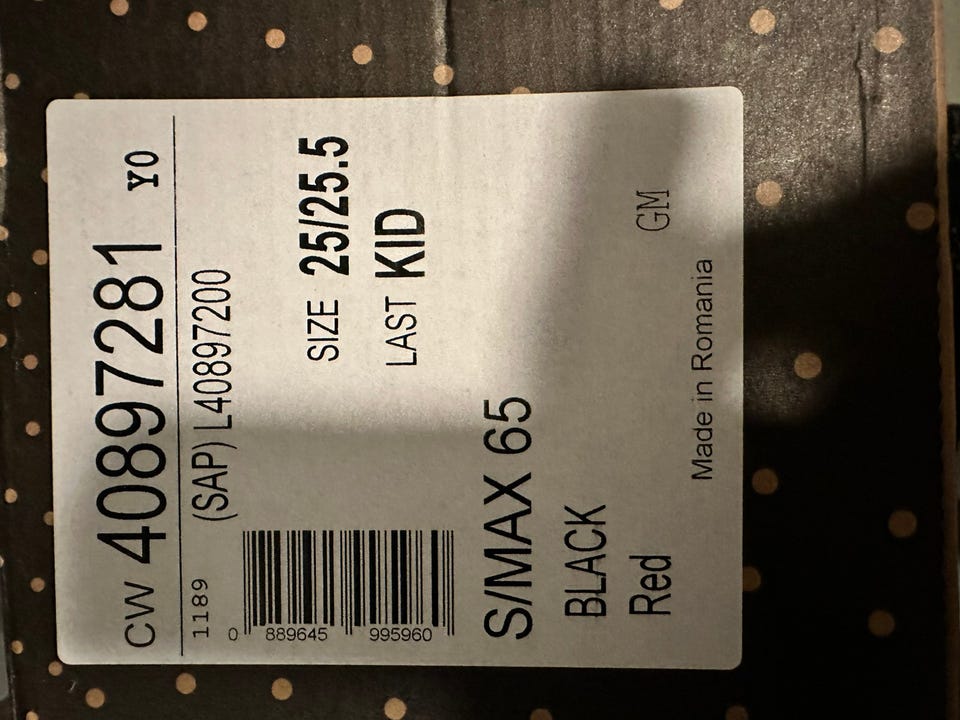 CW 40897281 YO
1189 (SAP) L40897200
0 889645 995960
SIZE 25/25.5
LAST KID
S/MAX 65
BLACK
Red GM
Made in Romania